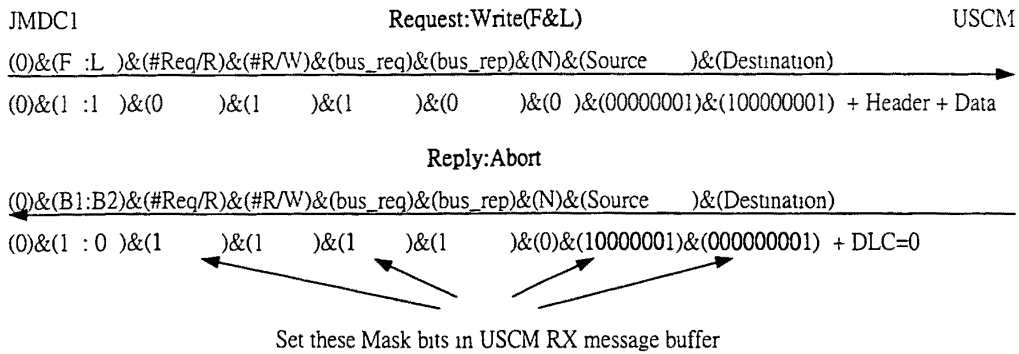 JMDC1 Request:Write(F&L) USCM
(0)&(F :L )&(#Req/R)&(#R/W)&(bus_req)&(bus_rep)&(N)&(Source )&(Destination)
(0)&(1 :1 )&(0 )&(1 )&(1 )&(0 )&(0 )&(00000001)&(100000001) + Header + Data
Reply:Abort
(0)&(B1:B2)&(#Req/R)&(#R/W)&(bus_req)&(bus_rep)&(N)&(Source )&(Destination)
(0)&(1 : 0 )&(1 )&(1 )&(1 )&(1 )&(0)&(10000001)&(000000001) + DLC=0
Set these Mask bits in USCM RX message buffer